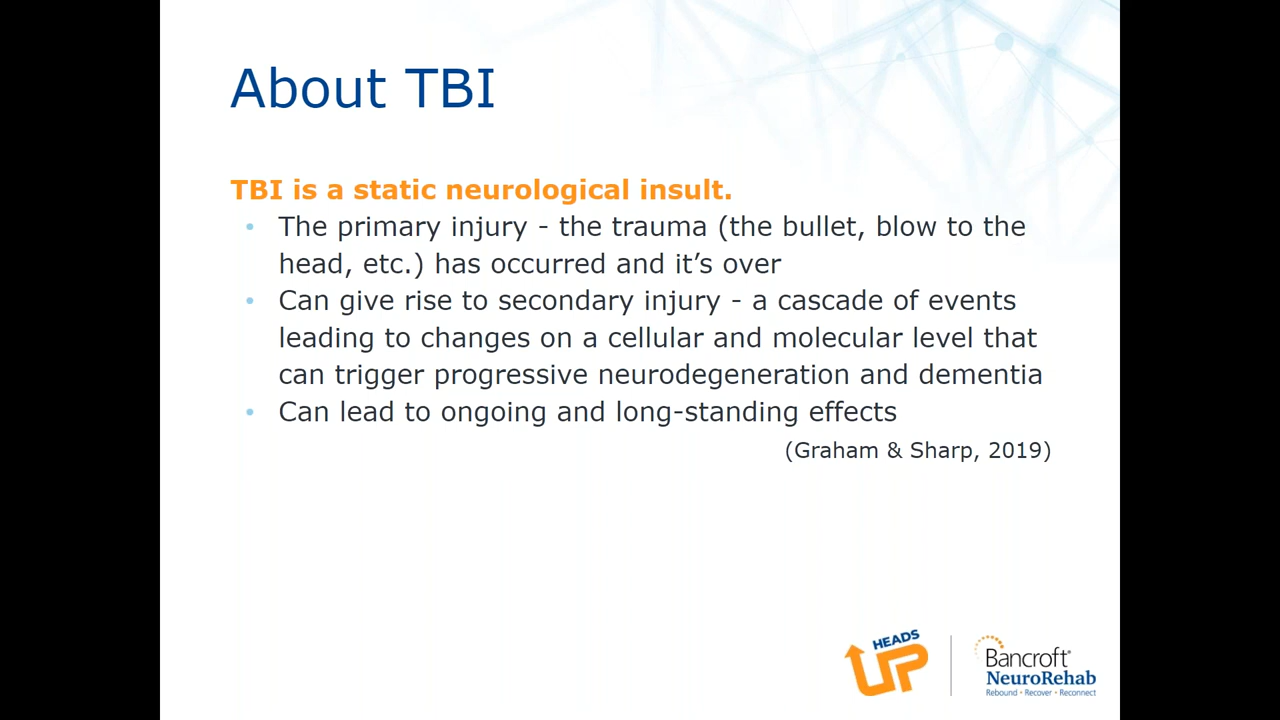 About TBI
TBI is a static neurological insult.
• The primary injury - the trauma (the bullet, blow to the
head, etc.) has occurred and it’s over
• Can give rise to secondary injury - a cascade of events
leading to changes on a cellular and molecular level that
can trigger progressive neurodegeneration and dementia
• Can lead to ongoing and long-standing effects
(Graham & Sharp, 2019)
HEADS
UP
Bancroft®
NeuroRehab
Rebound • Recover • Reconnect